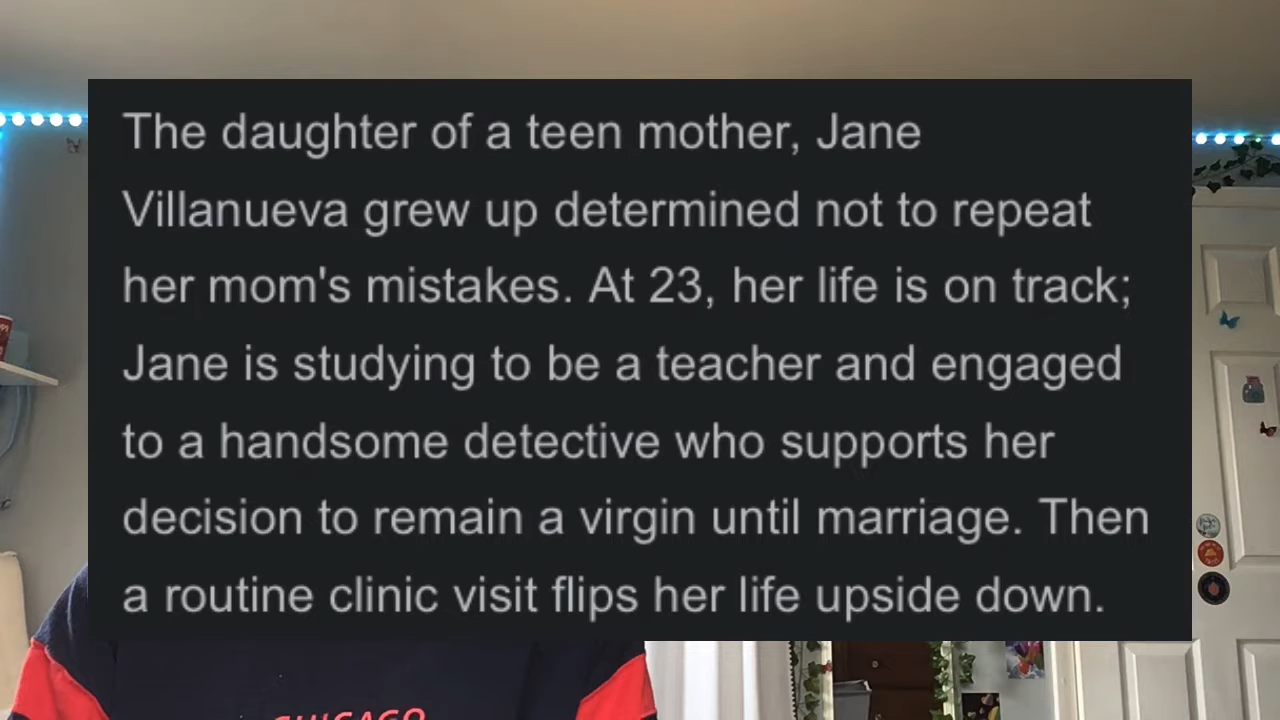 The daughter of a teen mother, Jane
Villanueva grew up determined not to repeat
her mom's mistakes. At 23, her life is on track;
Jane is studying to be a teacher and engaged
to a handsome detective who supports her
decision to remain a virgin until marriage. Then
a routine clinic visit flips her life upside down.
CHICAGO